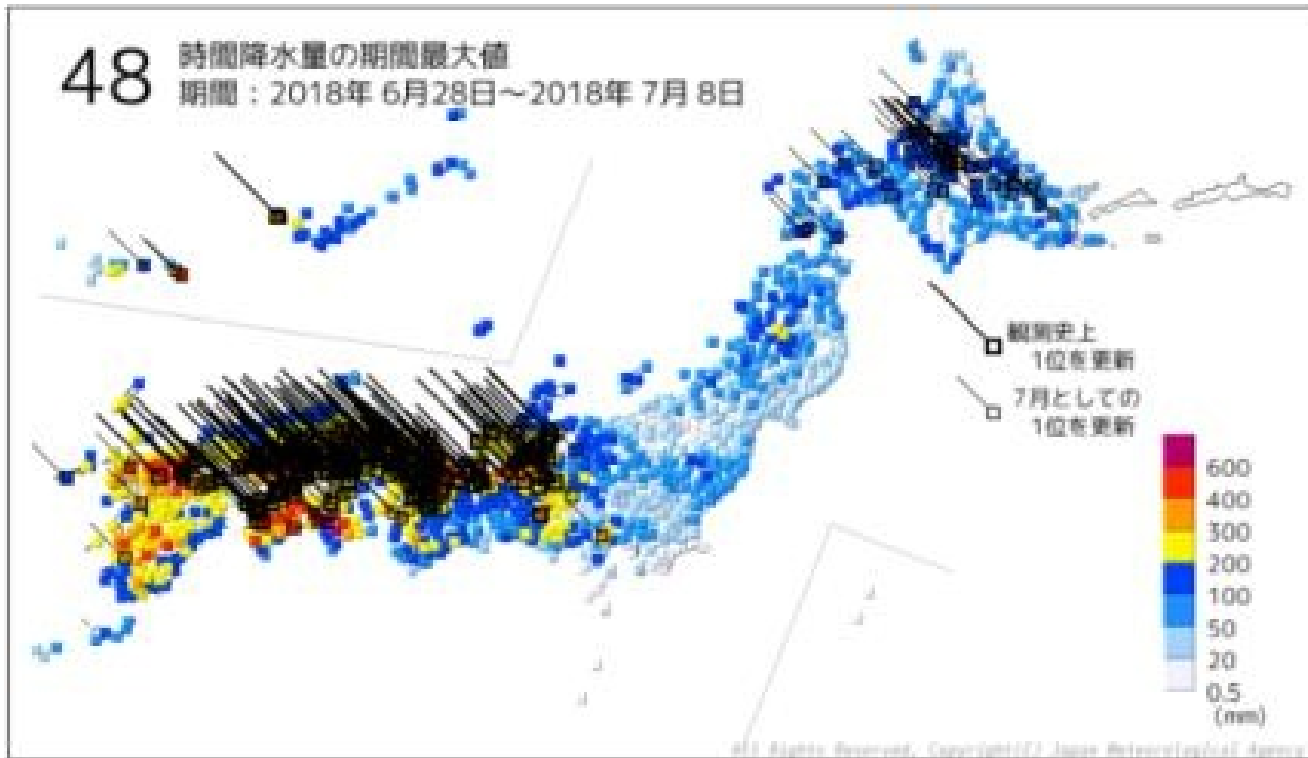 48 時間降水量の期間最大値
期間：2018年 6月28日～2018年 7月 8日
観測史上
1位を更新
7月としての
1位を更新
600
400
300
200
100
50
20
0.5
(mm)
All Rights Reserved, Copyright(C) Japan Meteorological Agency